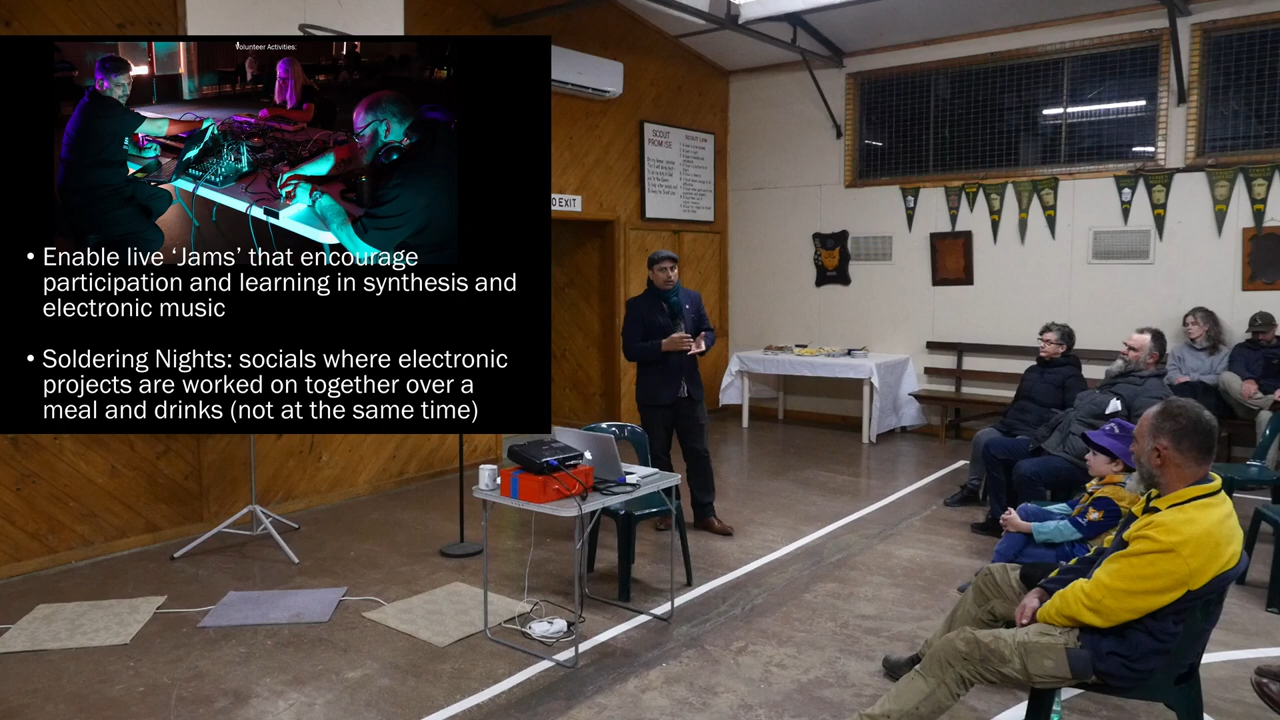 Volunteer Activities:
• Enable live ‘Jams’ that encourage
participation and learning in synthesis and
electronic music
• Soldering Nights: socials where electronic
projects are worked on together over a
meal and drinks (not at the same time)
EXIT
SCOUT
PROMISE
SCOUT LAW